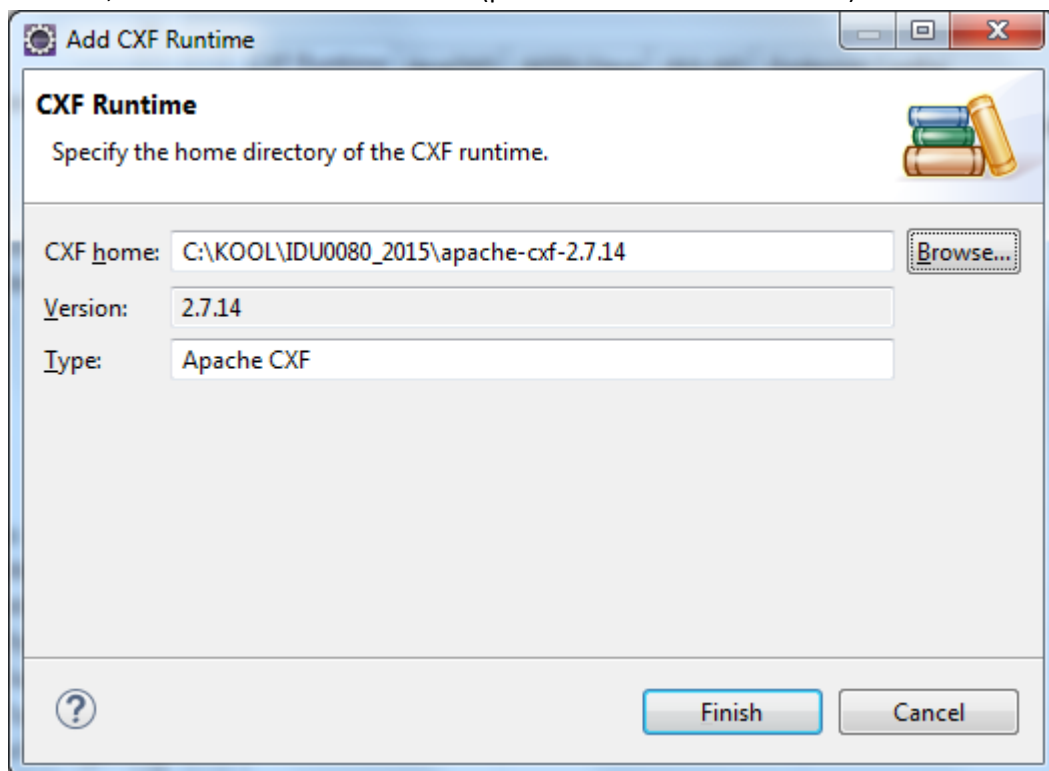 Add CXF Runtime
CXF Runtime
Specify the home directory of the CXF runtime.
CXF home: C:\KOOL\IDU0080_2015\apache-cxf-2.7.14 Browse...
Version: 2.7.14
Type: Apache CXF
Finish Cancel